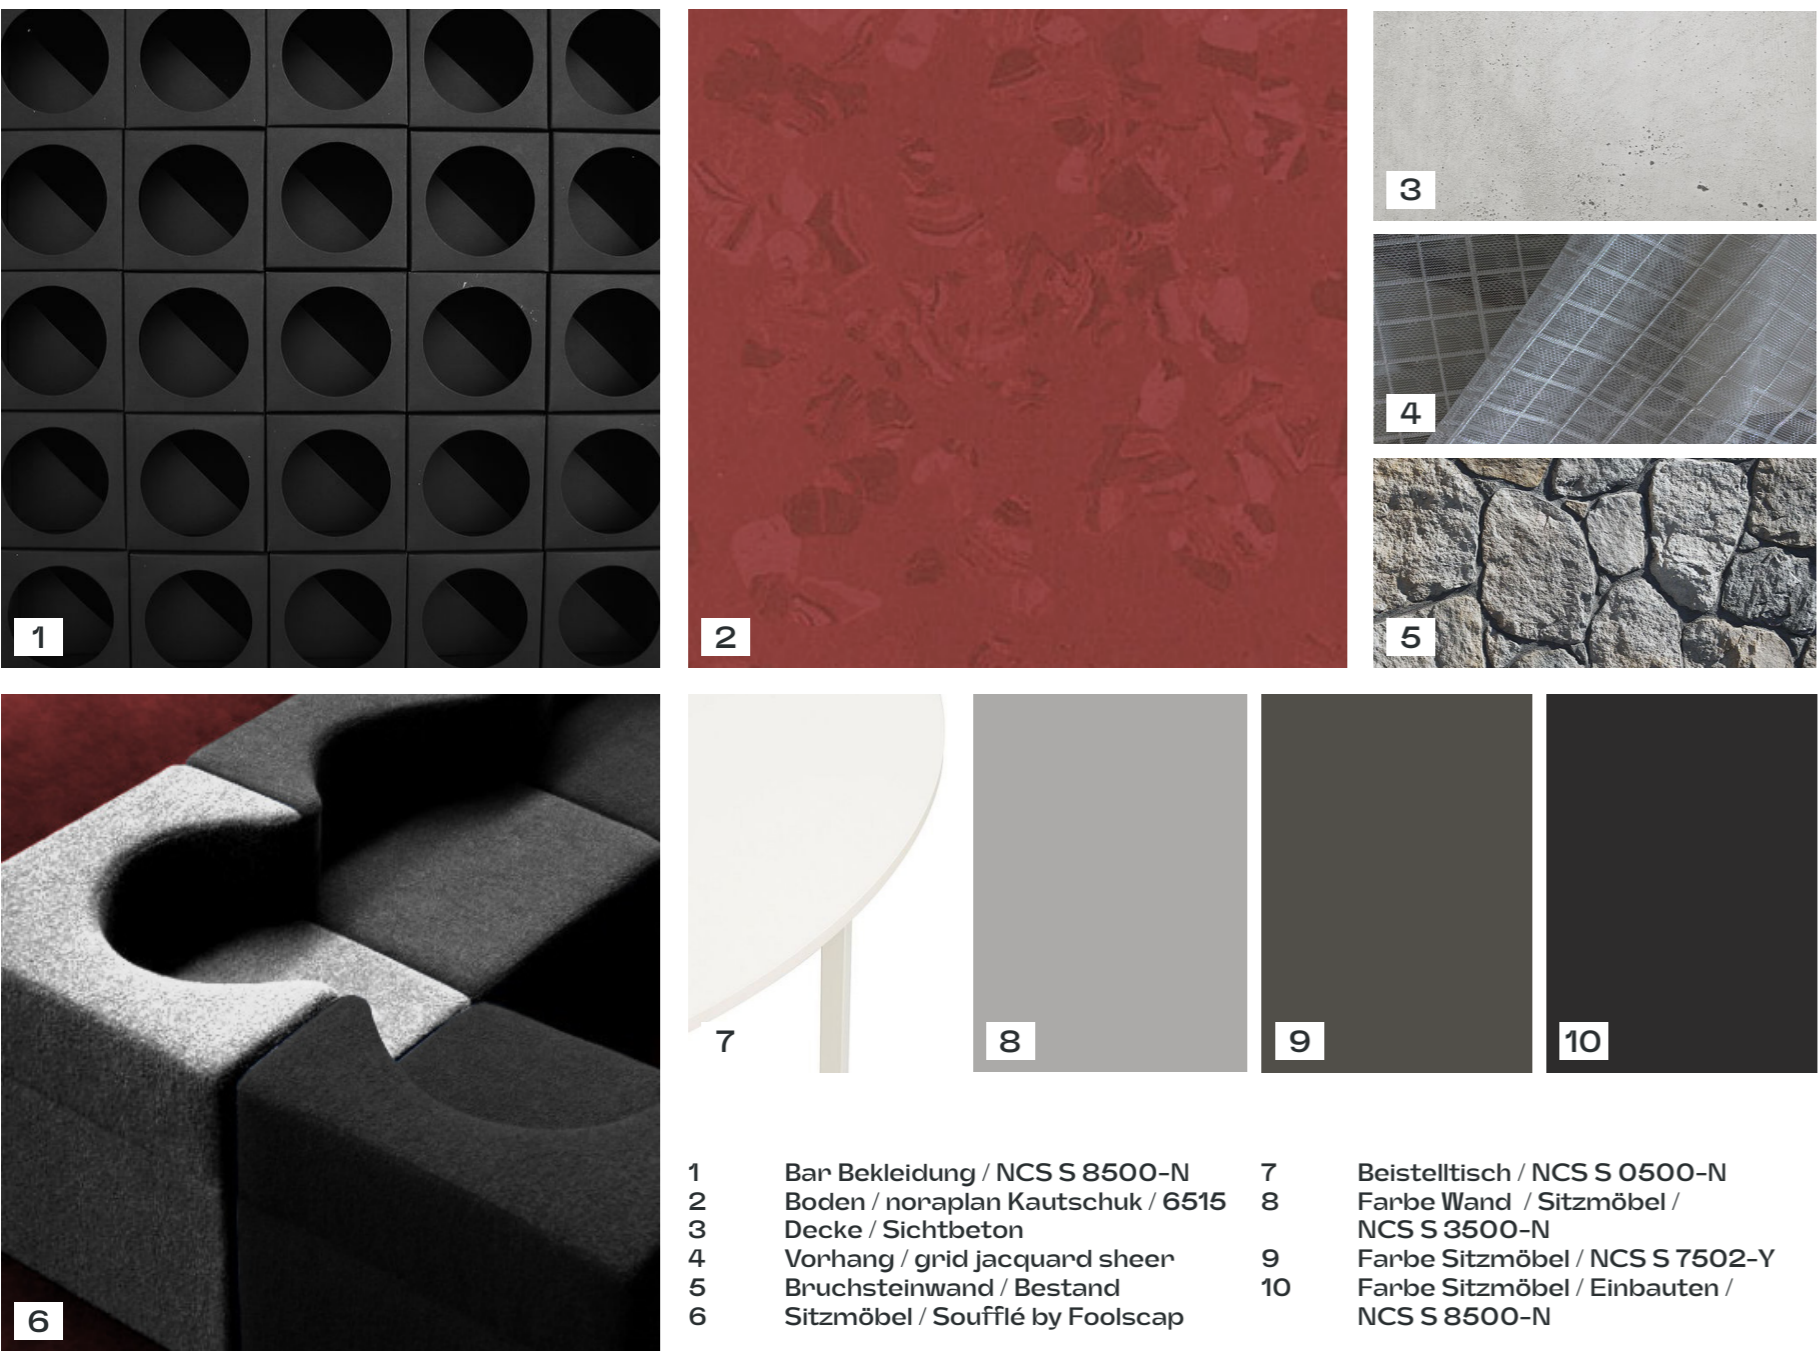 1
2
3
4
5
6
7
8
9
10
1 Bar Bekleidung / NCS S 8500-N
2 Boden / noraplan Kautschuk / 6515
3 Decke / Sichtbeton
4 Vorhang / grid jacquard sheer
5 Bruchsteinwand / Bestand
6 Sitzmöbel / Soufflé by Foolscap
7 Beistelltisch / NCS S 0500-N
8 Farbe Wand / Sitzmöbel /
NCS S 3500-N
9 Farbe Sitzmöbel / NCS S 7502-Y
10 Farbe Sitzmöbel / Einbauten /
NCS S 8500-N